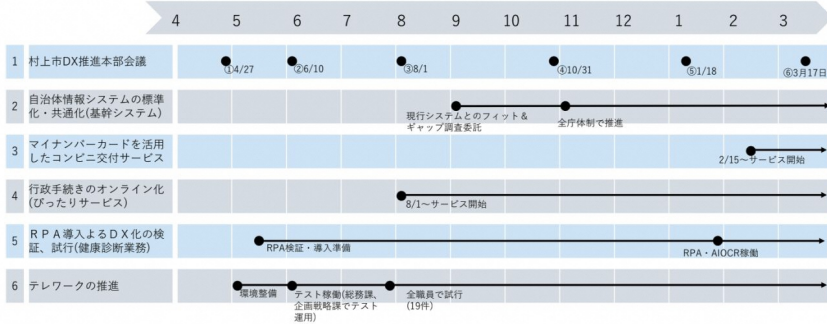 4 5 6 7 8 9 10 11 12 1 2 3
1 村上市DX推進本部会議
①4/27 ②6/10 ③8/1 ④10/31 ⑤1/18 ⑥3月17日
2 自治体情報システムの標準
化・共通化(基幹システム)
現行システムとのフィット&
ギャップ調査委託
全庁体制で推進
3 マイナンバーカードを活用
したコンビニ交付サービス
2/15~サービス開始
4 行政手続きのオンライン化
(ぴったりサービス)
8/1~サービス開始
5 RPA導入よるDX化の検
証、試行(健康診断業務)
RPA検証・導入準備
RPA・AIOCR稼働
6 テレワークの推進
環境整備
テスト稼働(総務課、
企画戦略課でテスト
運用)
全職員で試行
(19件)